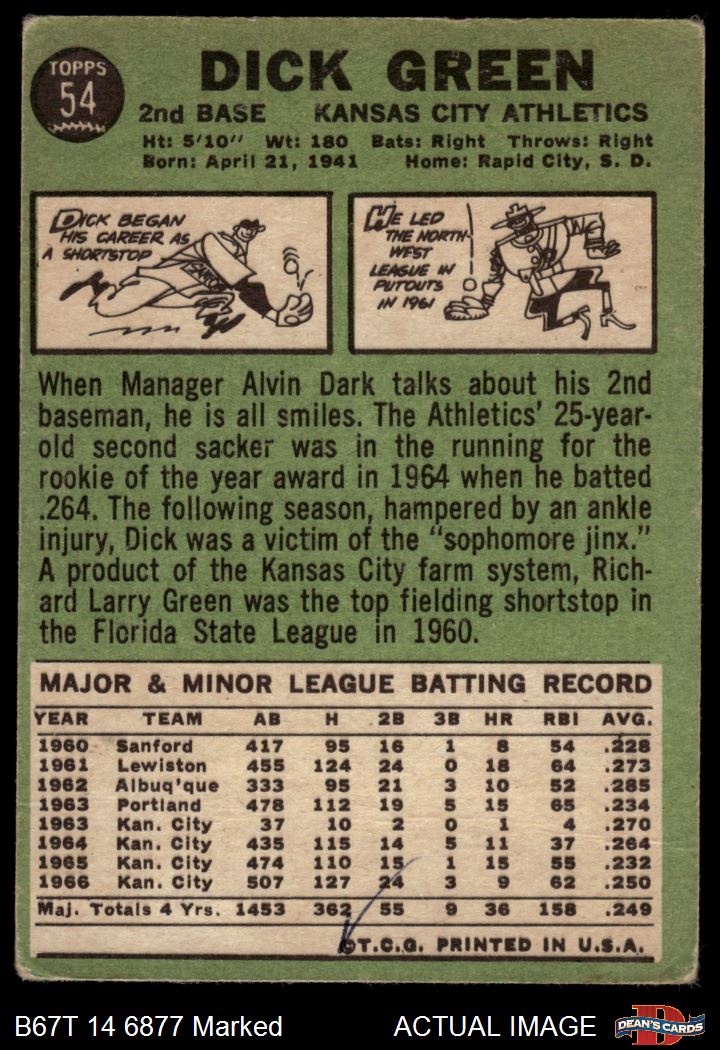 TOPPS
54
DICK GREEN
2nd BASE KANSAS CITY ATHLETICS
Ht: 5'10" Wt: 180 Bats: Right Throws: Right
Born: April 21, 1941 Home: Rapid City, S. D.
DICK BEGAN
HIS CAREER AS
A SHORTSTOP
HE LED
THE NORTH-
WEST
LEAGUE IN
PUTOUTS
IN 1961
When Manager Alvin Dark talks about his 2nd
baseman, he is all smiles. The Athletics' 25-year-
old second sacker was in the running for the
rookie of the year award in 1964 when he batted
.264. The following season, hampered by an ankle
injury, Dick was a victim of the "sophomore jinx."
A product of the Kansas City farm system, Rich-
ard Larry Green was the top fielding shortstop in
the Florida State League in 1960.
MAJOR & MINOR LEAGUE BATTING RECORD
YEAR TEAM AB H 2B 3B HR RBI AVG.
1960 Sanford 417 95 16 1 8 54 .228
1961 Lewiston 455 124 24 0 18 64 .273
1962 Albuq'que 333 95 21 3 10 52 .285
1963 Portland 478 112 19 5 15 65 .234
1963 Kan. City 37 10 2 0 1 4 .270
1964 Kan. City 435 115 14 5 11 37 .264
1965 Kan. City 474 110 15 1 15 55 .232
1966 Kan. City 507 127 24 3 9 62 .250
Maj. Totals 4 Yrs. 1453 362 55 9 36 158 .249
©T.C.G. PRINTED IN U.S.A.
B67T 14 6877 Marked ACTUAL IMAGE
D
DEAN'S CARDS